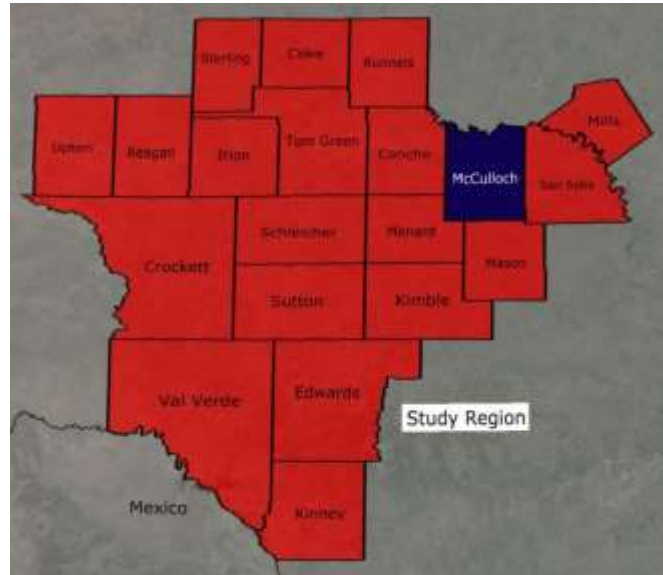 Sterling
Coke
Runnels
Mills
Upton
Reagan
Irion
Tom Green
Concho
McCulloch
San Saba
Schleicher
Menard
Mason
Crockett
Sutton
Kimble
Val Verde
Edwards
Study Region
Mexico
Kinney